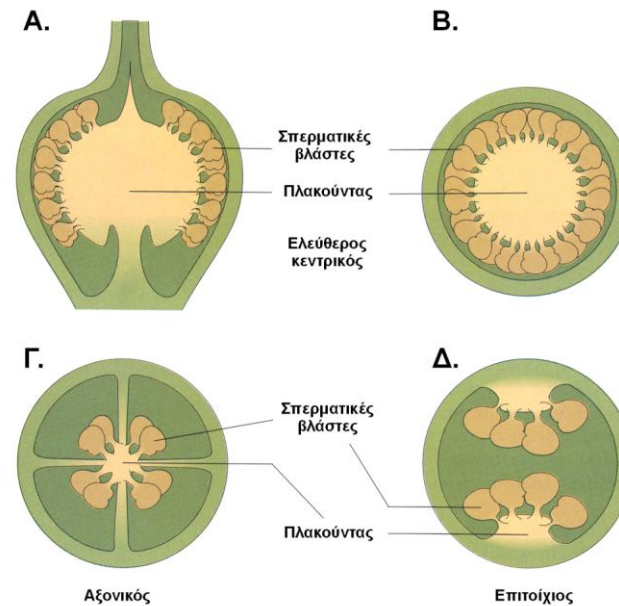 Α.
Β.
Σπερματικές
βλάστες
Πλακούντας
Ελεύθερος
κεντρικός
Γ.
Δ.
Σπερματικές
βλάστες
Πλακούντας
Αξονικός
Επιτοίχιος